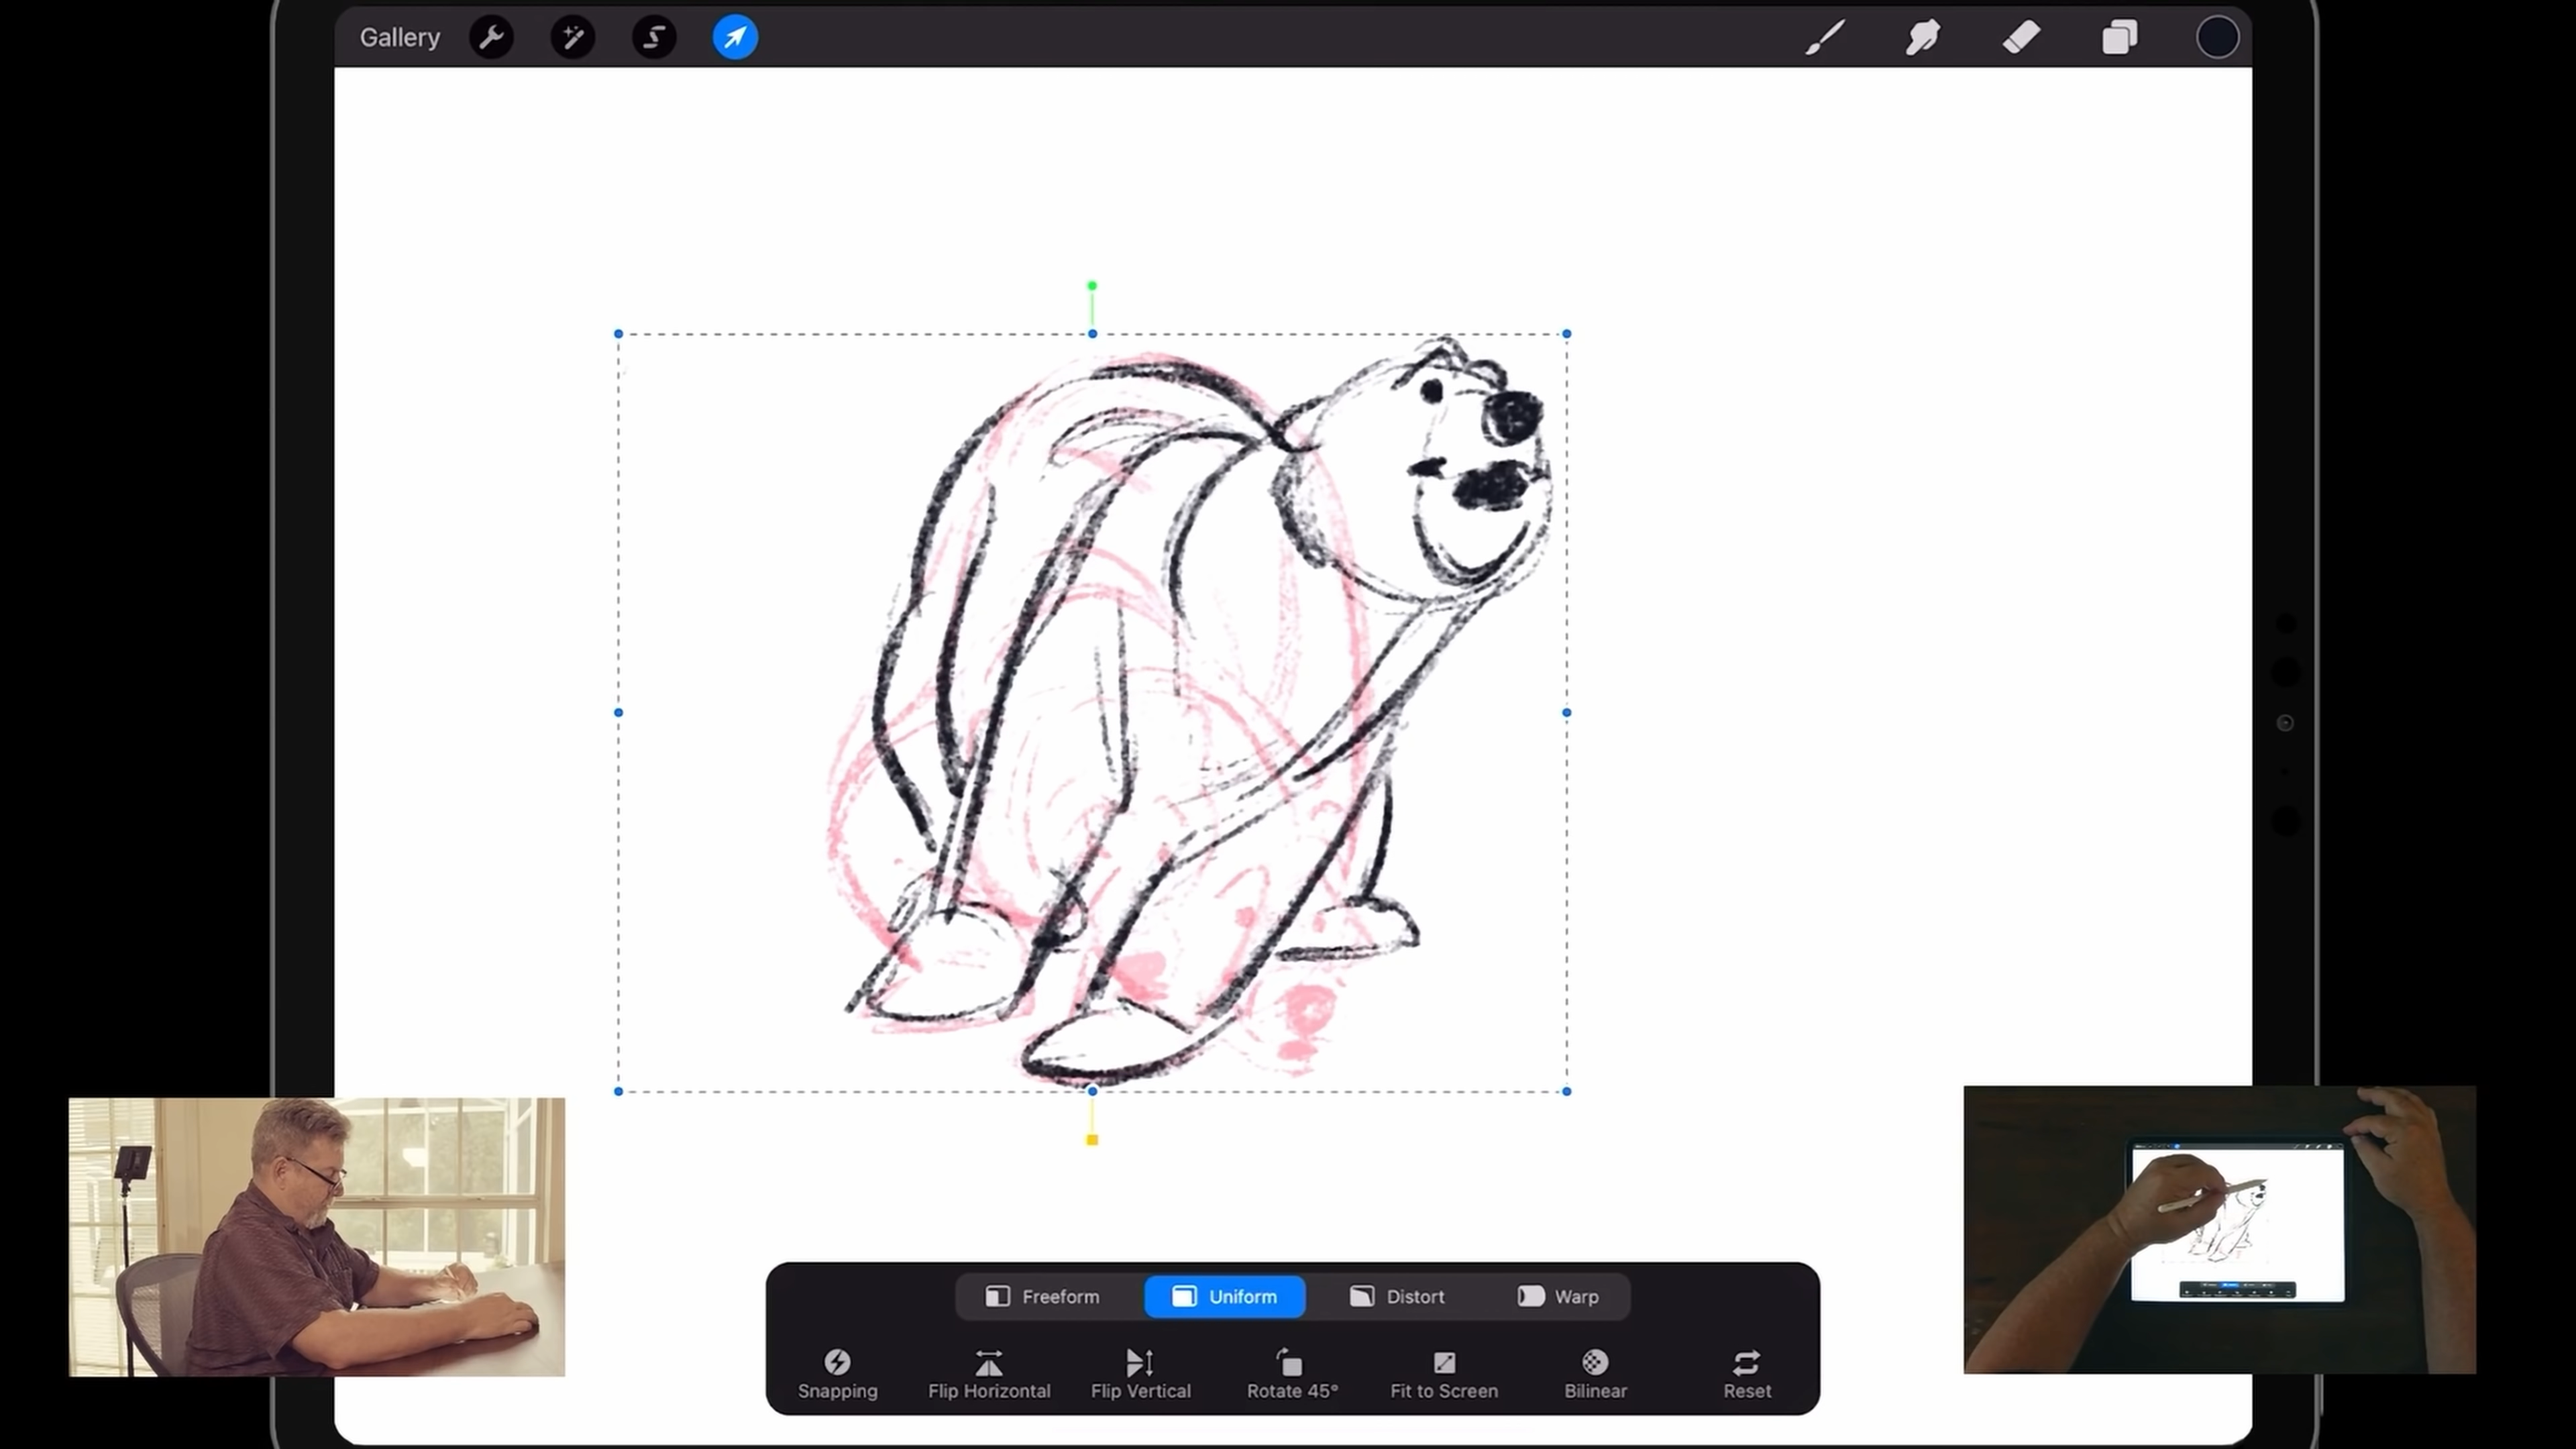 Gallery
Freeform Uniform Distort Warp
Snapping Flip Horizontal Flip Vertical Rotate 45° Fit to Screen Bilinear Reset